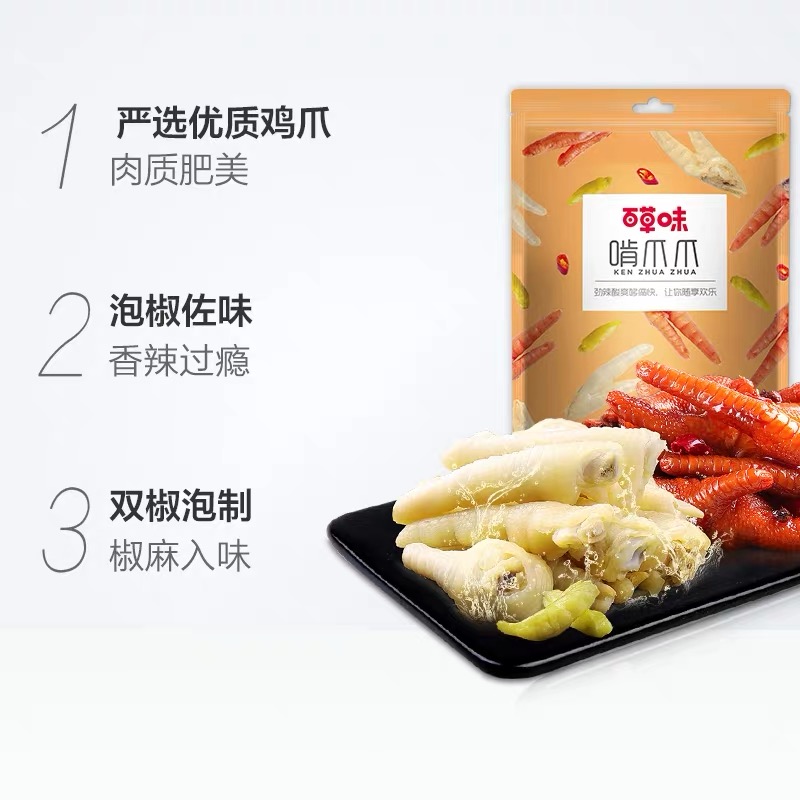 1
严选优质鸡爪
肉质肥美
2
泡椒佐味
香辣过瘾
3
双椒泡制
椒麻入味
百草味
啃爪爪
KEN ZHUA ZHUA
劲辣酸爽馨痛快,让你随享欢乐